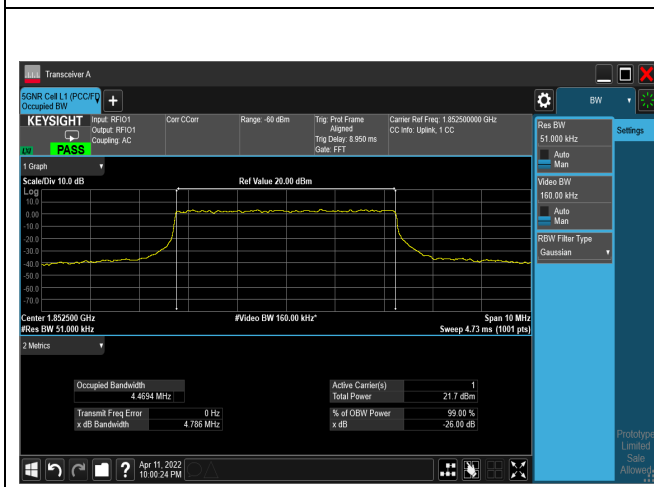 Transceiver A
5GNR Cell L1 (PCC/FD
Occupied BW
BW
KEYSIGHT
Input: RFIO1
Output: RFIO1
Coupling: AC
Corr CCorr
Range: -60 dBm
Trig: Prot Frame
Aligned
Trig Delay: 8.950 ms
Gate: FFT
Carrier Ref Freq: 1.852500000 GHz
CC Info: Uplink, 1 CC
LXI
PASS
Res BW
51.000 kHz
Auto
Man
Settings
Video BW
160.00 kHz
Auto
Man
RBW Filter Type
Gaussian
1 Graph
Scale/Div 10.0 dB
Ref Value 20.00 dBm
Log
10.0
0.00
-10.0
-20.0
-30.0
-40.0
-50.0
-60.0
-70.0
Center 1.852500 GHz
#Video BW 160.00 kHz*
Span 10 MHz
#Res BW 51.000 kHz
Sweep 4.73 ms (1001 pts)
2 Metrics
Occupied Bandwidth
4.4694 MHz
Active Carrier(s) 1
Total Power 21.7 dBm
Transmit Freq Error 0 Hz
x dB Bandwidth 4.786 MHz
% of OBW Power 99.00 %
x dB -26.00 dB
Prototype
Limited
Sale
Allowed
?
Apr 11, 2022
10:00:24 PM